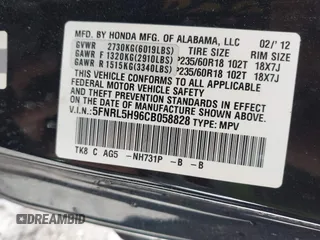 MFD. BY HONDA MFG. OF ALABAMA, LLC 02/'12
GVWR 2730KG(6019LBS) TIRE SIZE RIM SIZE
GAWR F 1320KG(2910LBS) P235/60R18 102T 18X7J
GAWR R 1515KG(3340LBS) P235/60R18 102T 18X7J
THIS VEHICLE CONFORMS TO ALL APPLICABLE
FEDERAL MOTOR VEHICLE SAFETY AND THEFT
PREVENTION STANDARDS IN EFFECT ON THE
DATE OF MANUFACTURE SHOWN ABOVE.
V.I.N.:5FNRL5H96CB058828 TYPE: MPV
TK8 C AG5 -NH731P -B -B
DREAMBID